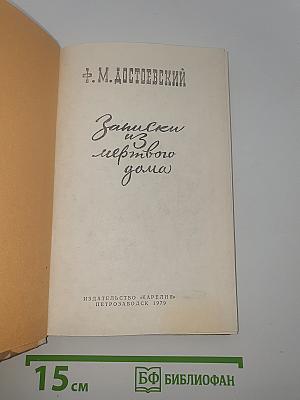 Ф. М. ДОСТОЕВСКИЙ
Записки
из
мертвого
дома
ИЗДАТЕЛЬСТВО «КАРЕЛИЯ»
ПЕТРОЗАВОДСК 1979
15 см
БФ БИБЛИОФАН